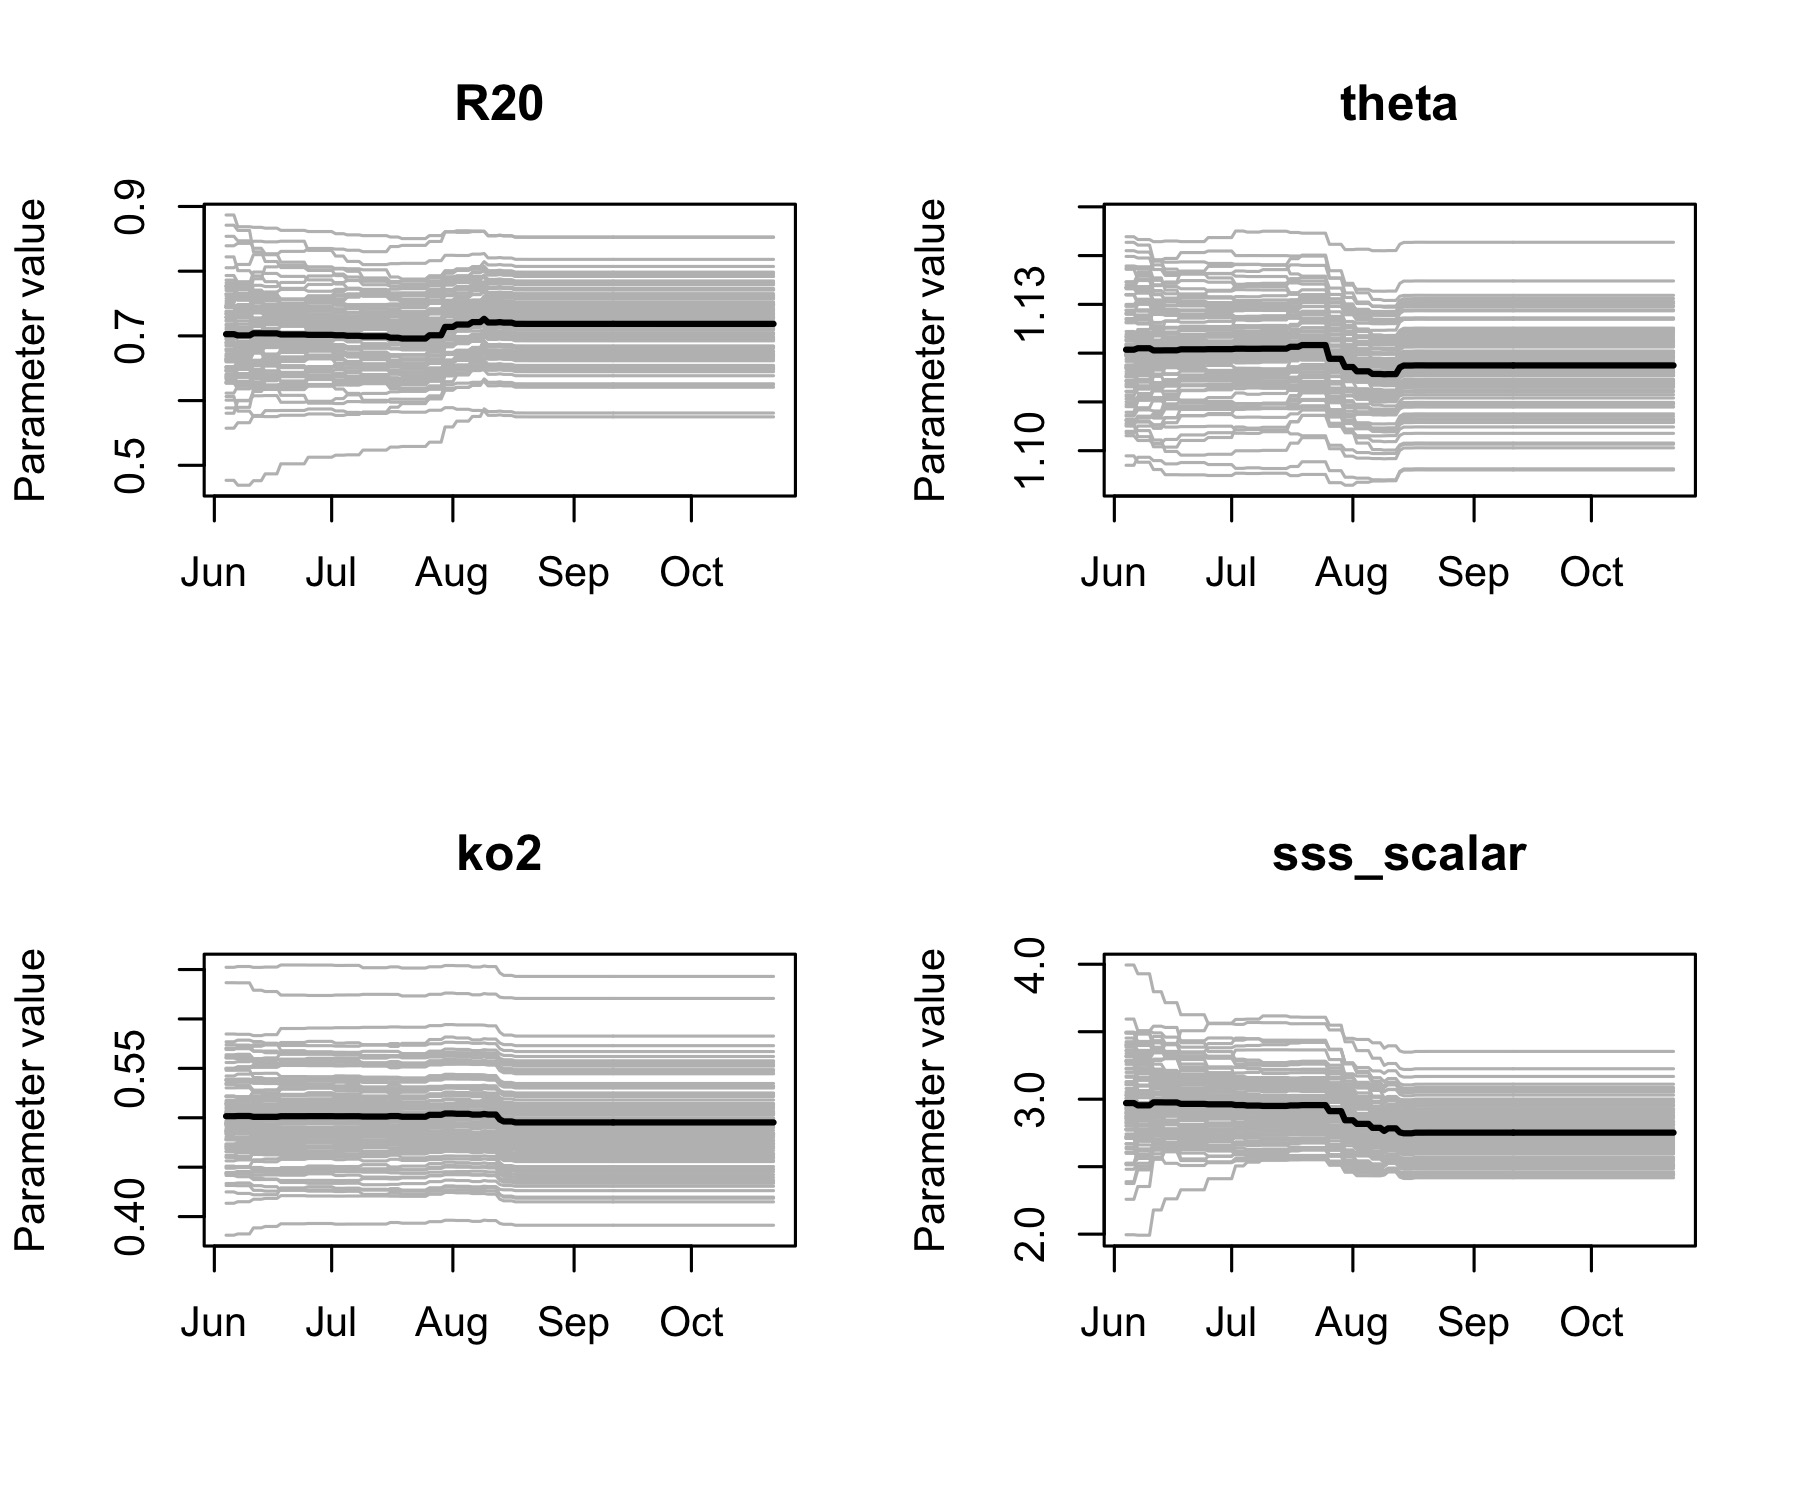 R20
Parameter value
0.9
0.7
0.5
Jun Jul Aug Sep Oct
theta
Parameter value
1.13
1.10
Jun Jul Aug Sep Oct
ko2
Parameter value
0.55
0.40
Jun Jul Aug Sep Oct
sss_scalar
Parameter value
4.0
3.0
2.0
Jun Jul Aug Sep Oct